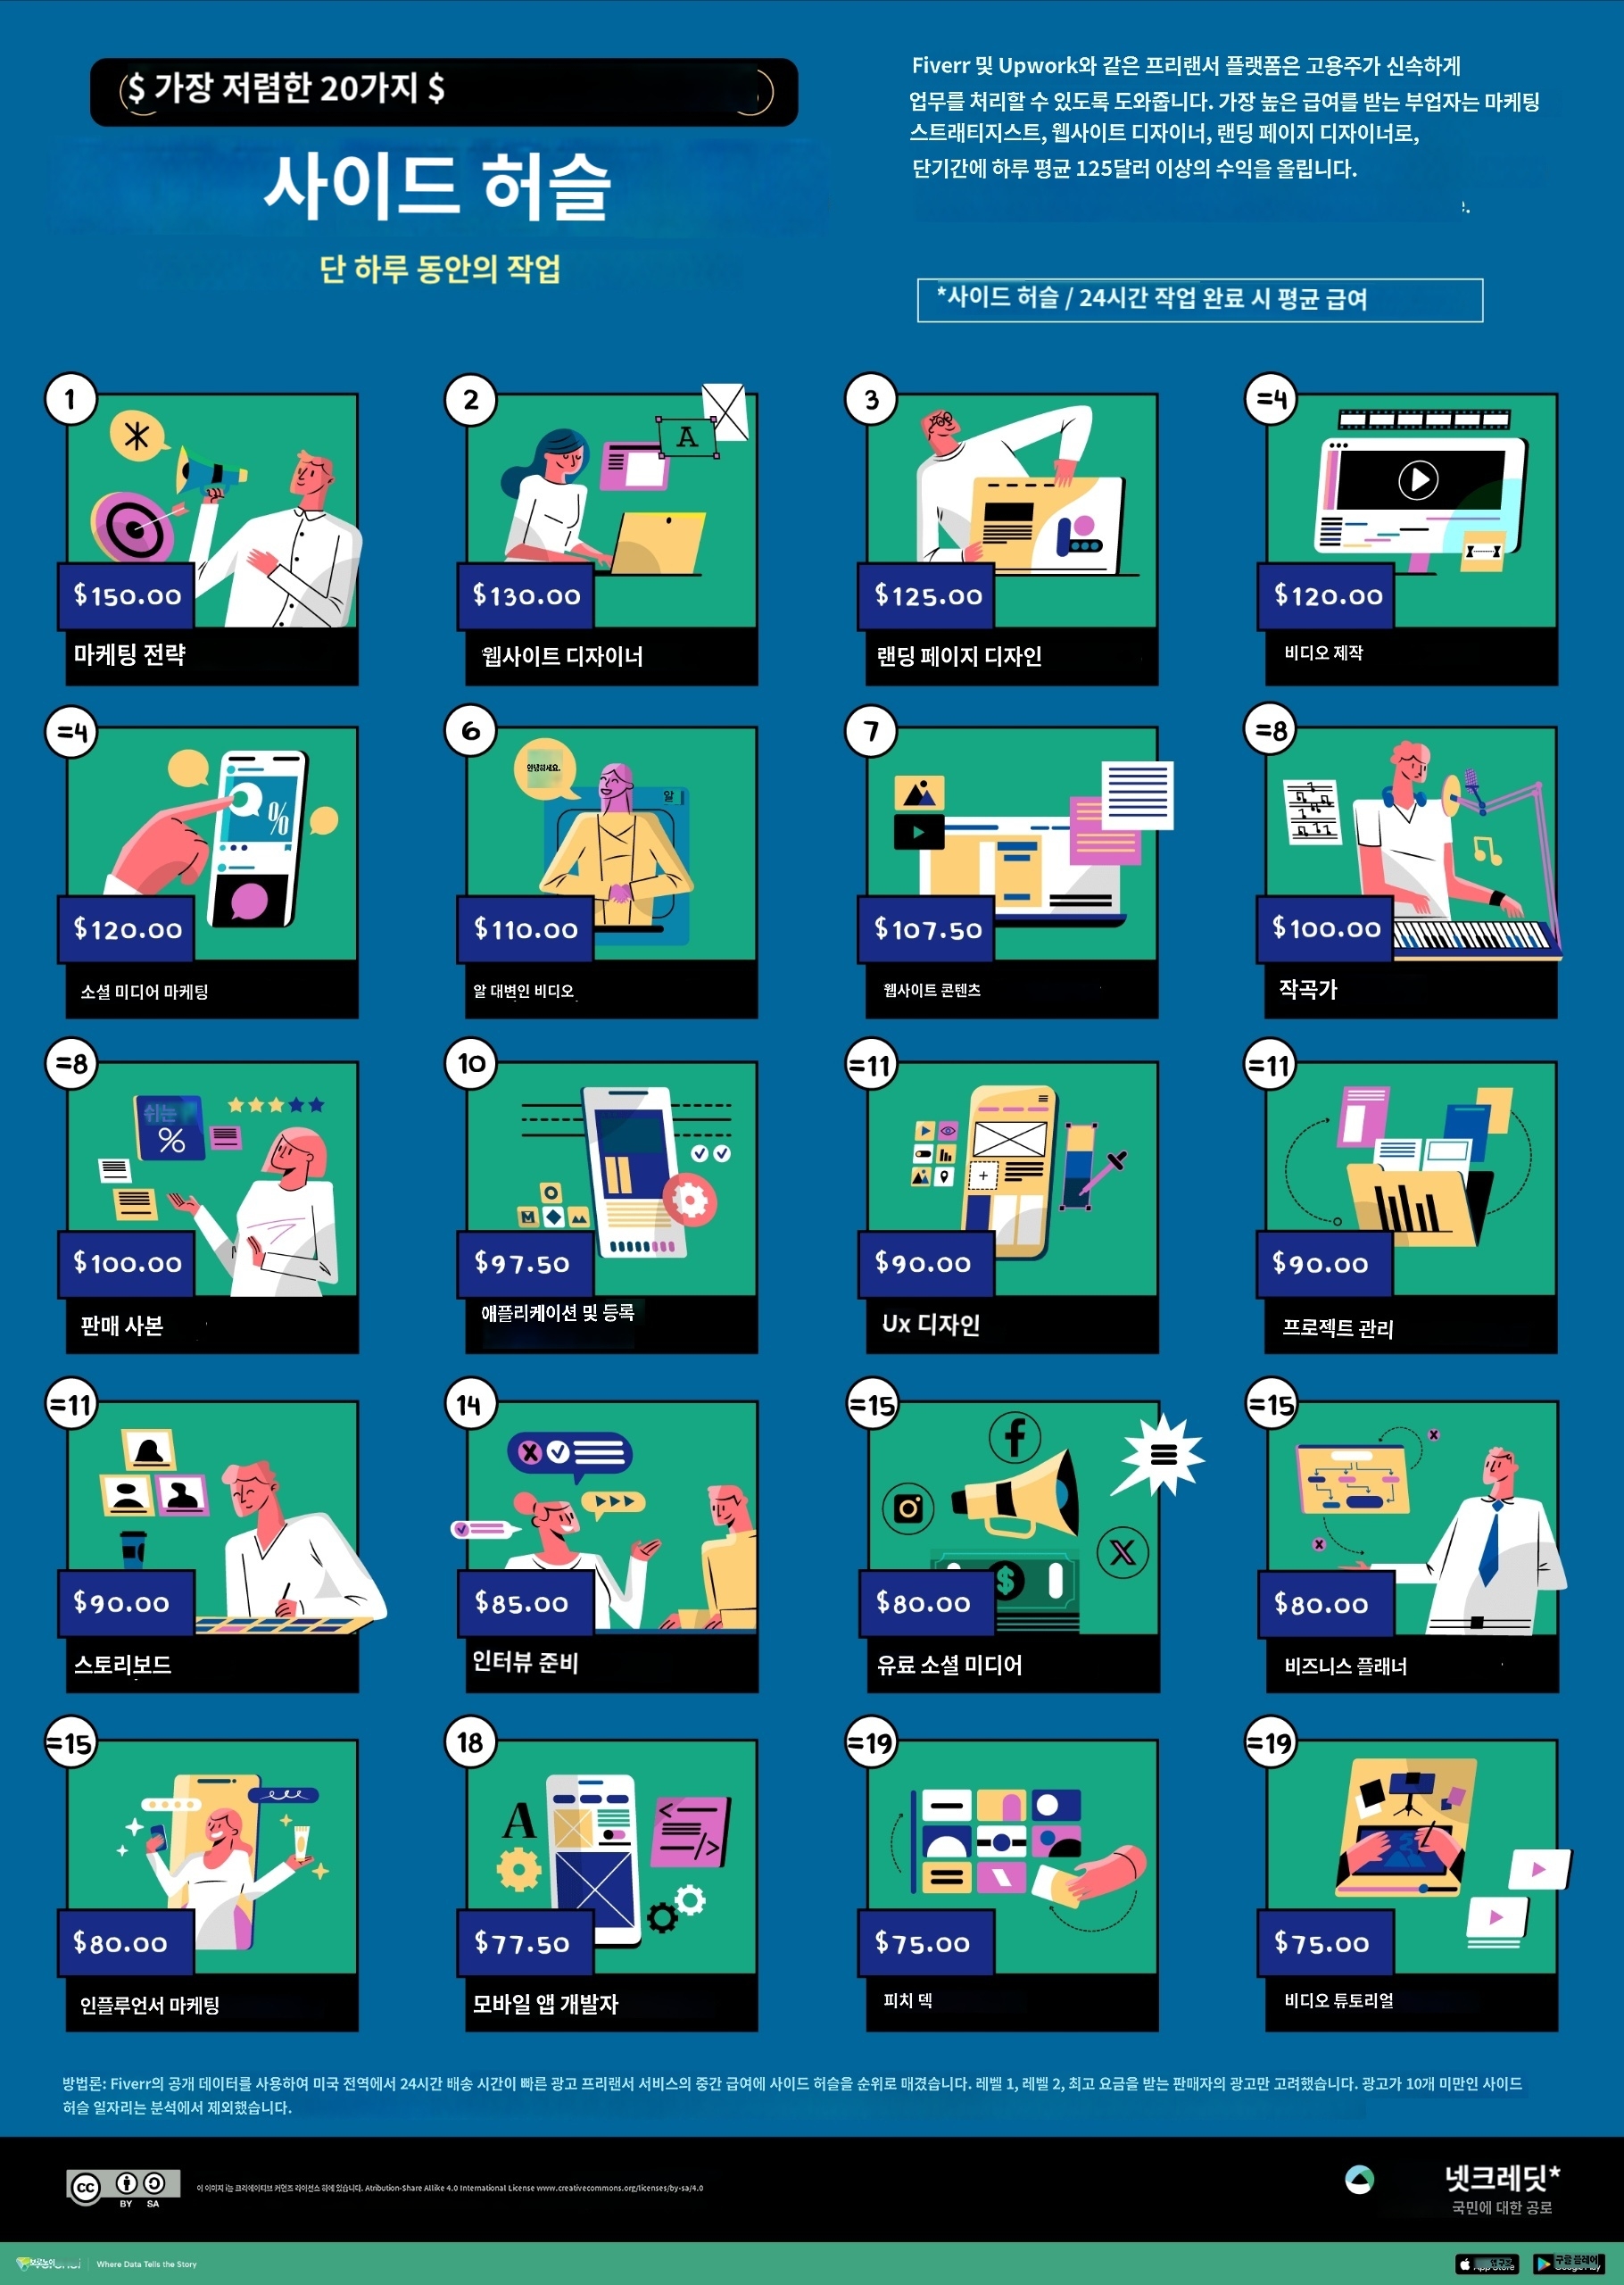 $ 가장 저렴한 20가지 $
사이드 허슬
단 하루 동안의 작업
Fiverr 및 Upwork와 같은 프리랜서 플랫폼은 고용주가 신속하게
업무를 처리할 수 있도록 도와줍니다. 가장 높은 급여를 받는 부업자는 마케팅
스트래티지스트, 웹사이트 디자이너, 랜딩 페이지 디자이너로,
단기간에 하루 평균 125달러 이상의 수익을 올립니다.
*사이드 허슬 / 24시간 작업 완료 시 평균 급여
1
$150.00
마케팅 전략
2
A
$130.00
웹사이트 디자이너
3
$125.00
랜딩 페이지 디자인
=4
$120.00
비디오 제작
=4
%
$120.00
소셜 미디어 마케팅
6
안녕하세요.
알
$110.00
알 대변인 비디오
7
$107.50
웹사이트 콘텐츠
=8
$100.00
작곡가
=8
쉬는
%
$100.00
판매 사본
10
$97.50
애플리케이션 및 등록
=11
$90.00
Ux 디자인
=11
$90.00
프로젝트 관리
=11
$90.00
스토리보드
14
$85.00
인터뷰 준비
=15
$
$80.00
유료 소셜 미디어
=15
$80.00
비즈니스 플래너
=15
$80.00
인플루언서 마케팅
18
A
$77.50
모바일 앱 개발자
=19
$75.00
피치 덱
=19
$75.00
비디오 튜토리얼
방법론: Fiverr의 공개 데이터를 사용하여 미국 전역에서 24시간 배송 시간이 빠른 광고 프리랜서 서비스의 중간 급여에 사이드 허슬을 순위로 매겼습니다. 레벨 1, 레벨 2, 최고 요금을 받는 판매자의 광고만 고려했습니다. 광고가 10개 미만인 사이드
허슬 일자리는 분석에서 제외했습니다.
cc
BY SA
이 이미지 는 크리에이티브 커먼즈 라이선스 하에 있습니다. Atribution-Share Allike 4.0 International License www.creativecommons.org/licenses/by-sa/4.0
넷크레딧*
국민에 대한 공로
Where Data Tells the Story
구글 플레이